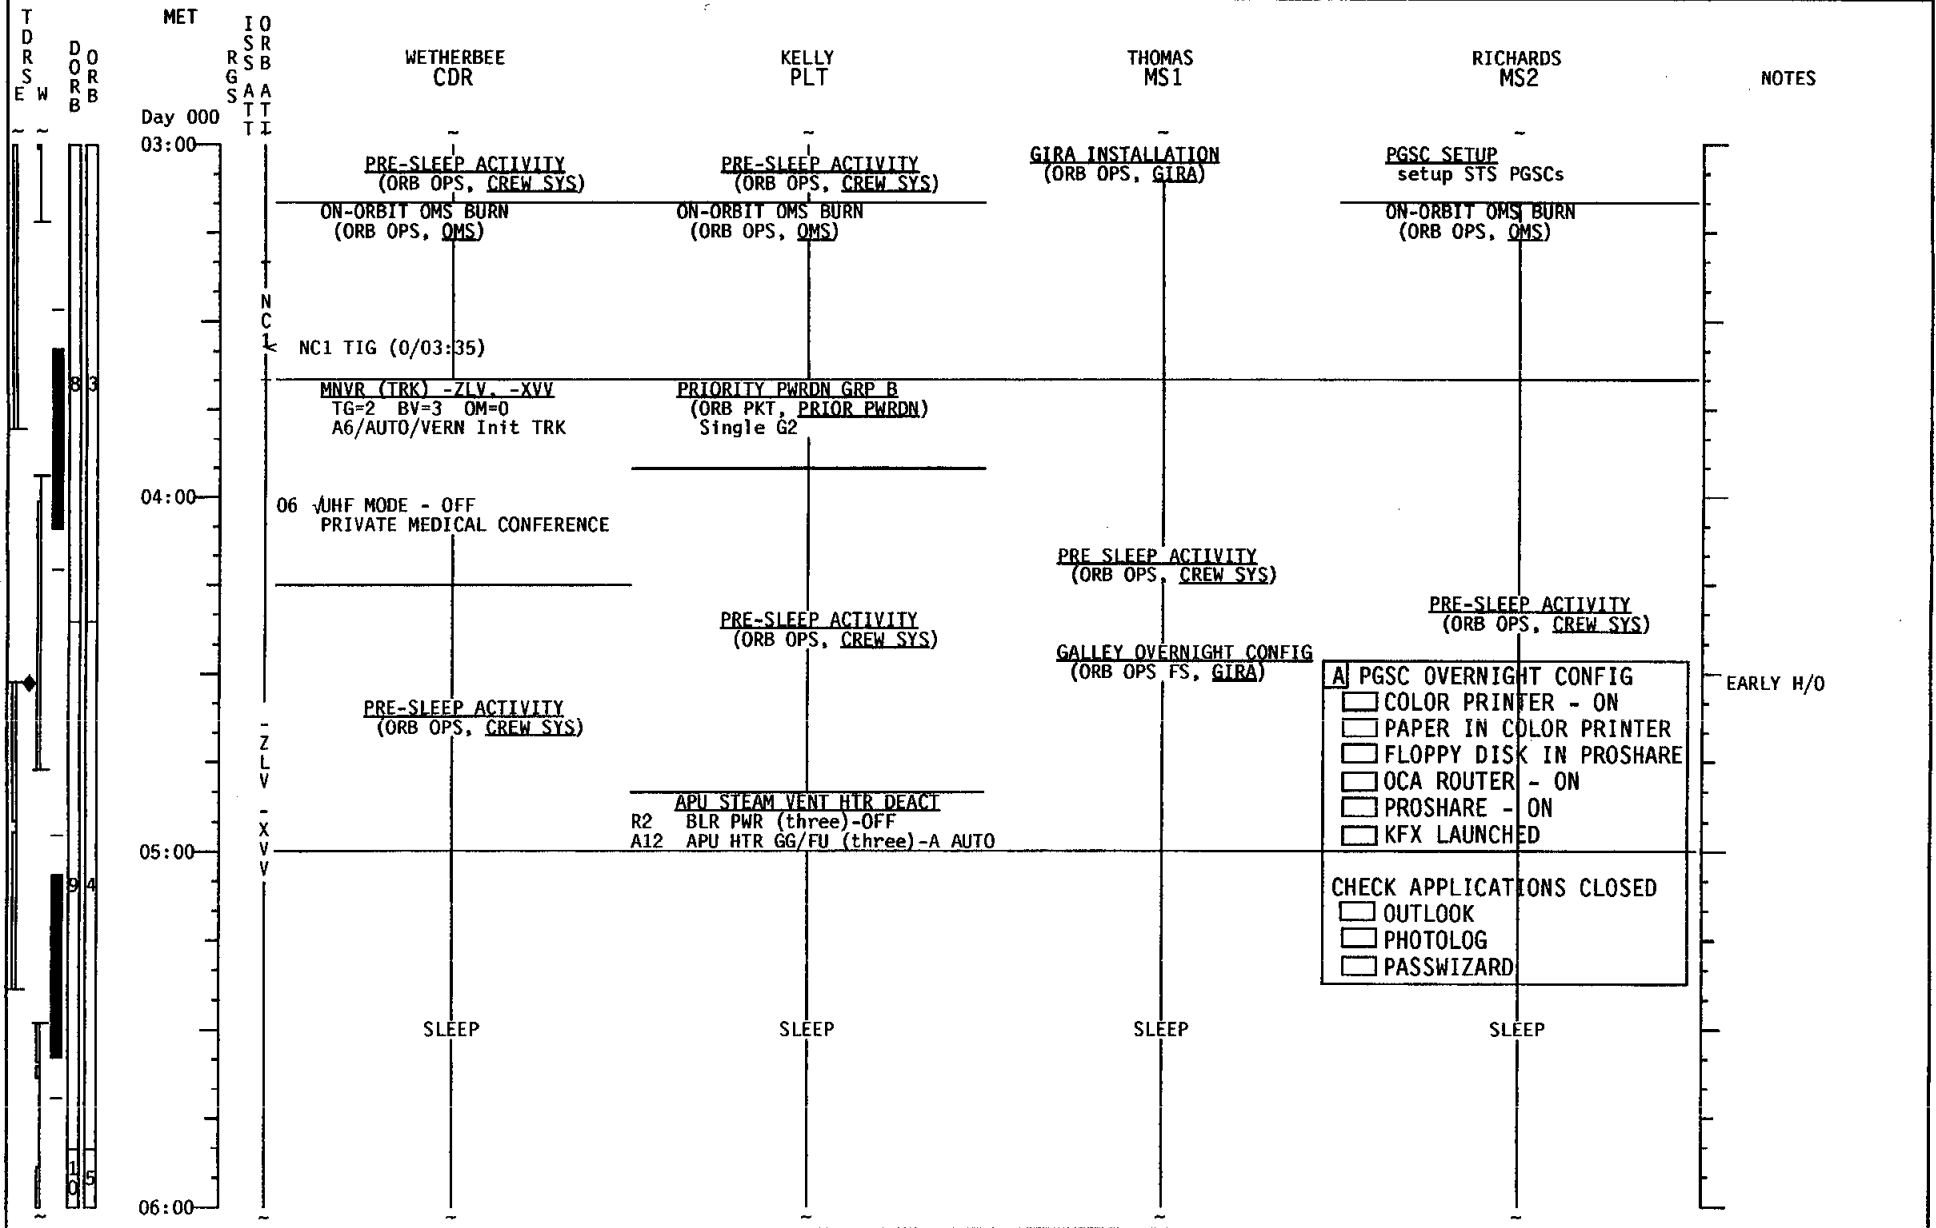 TDRS
E W
DORB
ORB
MET
RGS
ISS ATT
ORB ATT
WETHERBEE
CDR
KELLY
PLT
THOMAS
MS1
RICHARDS
MS2
NOTES
Day 000
03:00
PRE-SLEEP ACTIVITY
(ORB OPS, CREW SYS)
PRE-SLEEP ACTIVITY
(ORB OPS, CREW SYS)
GIRA INSTALLATION
(ORB OPS, GIRA)
PGSC SETUP
setup STS PGSCs
ON-ORBIT OMS BURN
(ORB OPS, OMS)
ON-ORBIT OMS BURN
(ORB OPS, OMS)
ON-ORBIT OMS BURN
(ORB OPS, OMS)
NC1
< NC1 TIG (0/03:35)
8 3
MNVR (TRK) -ZLV, -XVV
TG=2 BV=3 OM=0
A6/AUTO/VERN Init TRK
PRIORITY PWRDN GRP B
(ORB PKT, PRIOR PWRDN)
Single G2
04:00
06 √UHF MODE - OFF
PRIVATE MEDICAL CONFERENCE
PRE SLEEP ACTIVITY
(ORB OPS, CREW SYS)
PRE-SLEEP ACTIVITY
(ORB OPS, CREW SYS)
PRE-SLEEP ACTIVITY
(ORB OPS, CREW SYS)
GALLEY OVERNIGHT CONFIG
(ORB OPS FS, GIRA)
A PGSC OVERNIGHT CONFIG
COLOR PRINTER - ON
PAPER IN COLOR PRINTER
FLOPPY DISK IN PROSHARE
OCA ROUTER - ON
PROSHARE - ON
KFX LAUNCHED
EARLY H/O
PRE-SLEEP ACTIVITY
(ORB OPS, CREW SYS)
-ZLV -XVV
APU STEAM VENT HTR DEACT
R2 BLR PWR (three)-OFF
A12 APU HTR GG/FU (three)-A AUTO
05:00
9 4
CHECK APPLICATIONS CLOSED
OUTLOOK
PHOTOLOG
PASSWIZARD
SLEEP
SLEEP
SLEEP
SLEEP
10 5
06:00